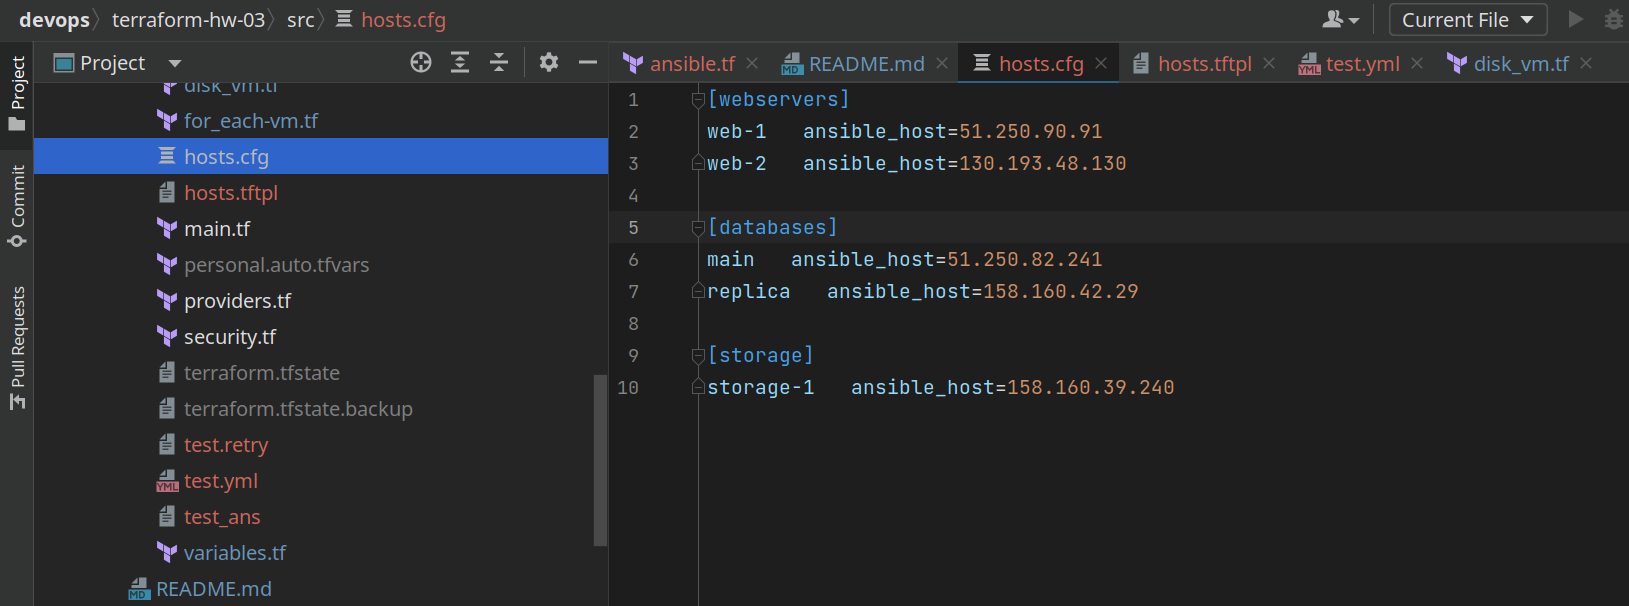 devops terraform-hw-03 src hosts.cfg
Current File
Project
Commit
Pull Requests
Project
disk_vm.tf
for_each-vm.tf
hosts.cfg
hosts.tftpl
main.tf
personal.auto.tfvars
providers.tf
security.tf
terraform.tfstate
terraform.tfstate.backup
test.retry
YML test.yml
test_ans
variables.tf
MD README.md
ansible.tf MD README.md hosts.cfg hosts.tftpl YML test.yml disk_vm.tf
1 [webservers]
2 web-1   ansible_host=51.250.90.91
3 web-2   ansible_host=130.193.48.130
4
5 [databases]
6 main   ansible_host=51.250.82.241
7 replica   ansible_host=158.160.42.29
8
9 [storage]
10 storage-1   ansible_host=158.160.39.240